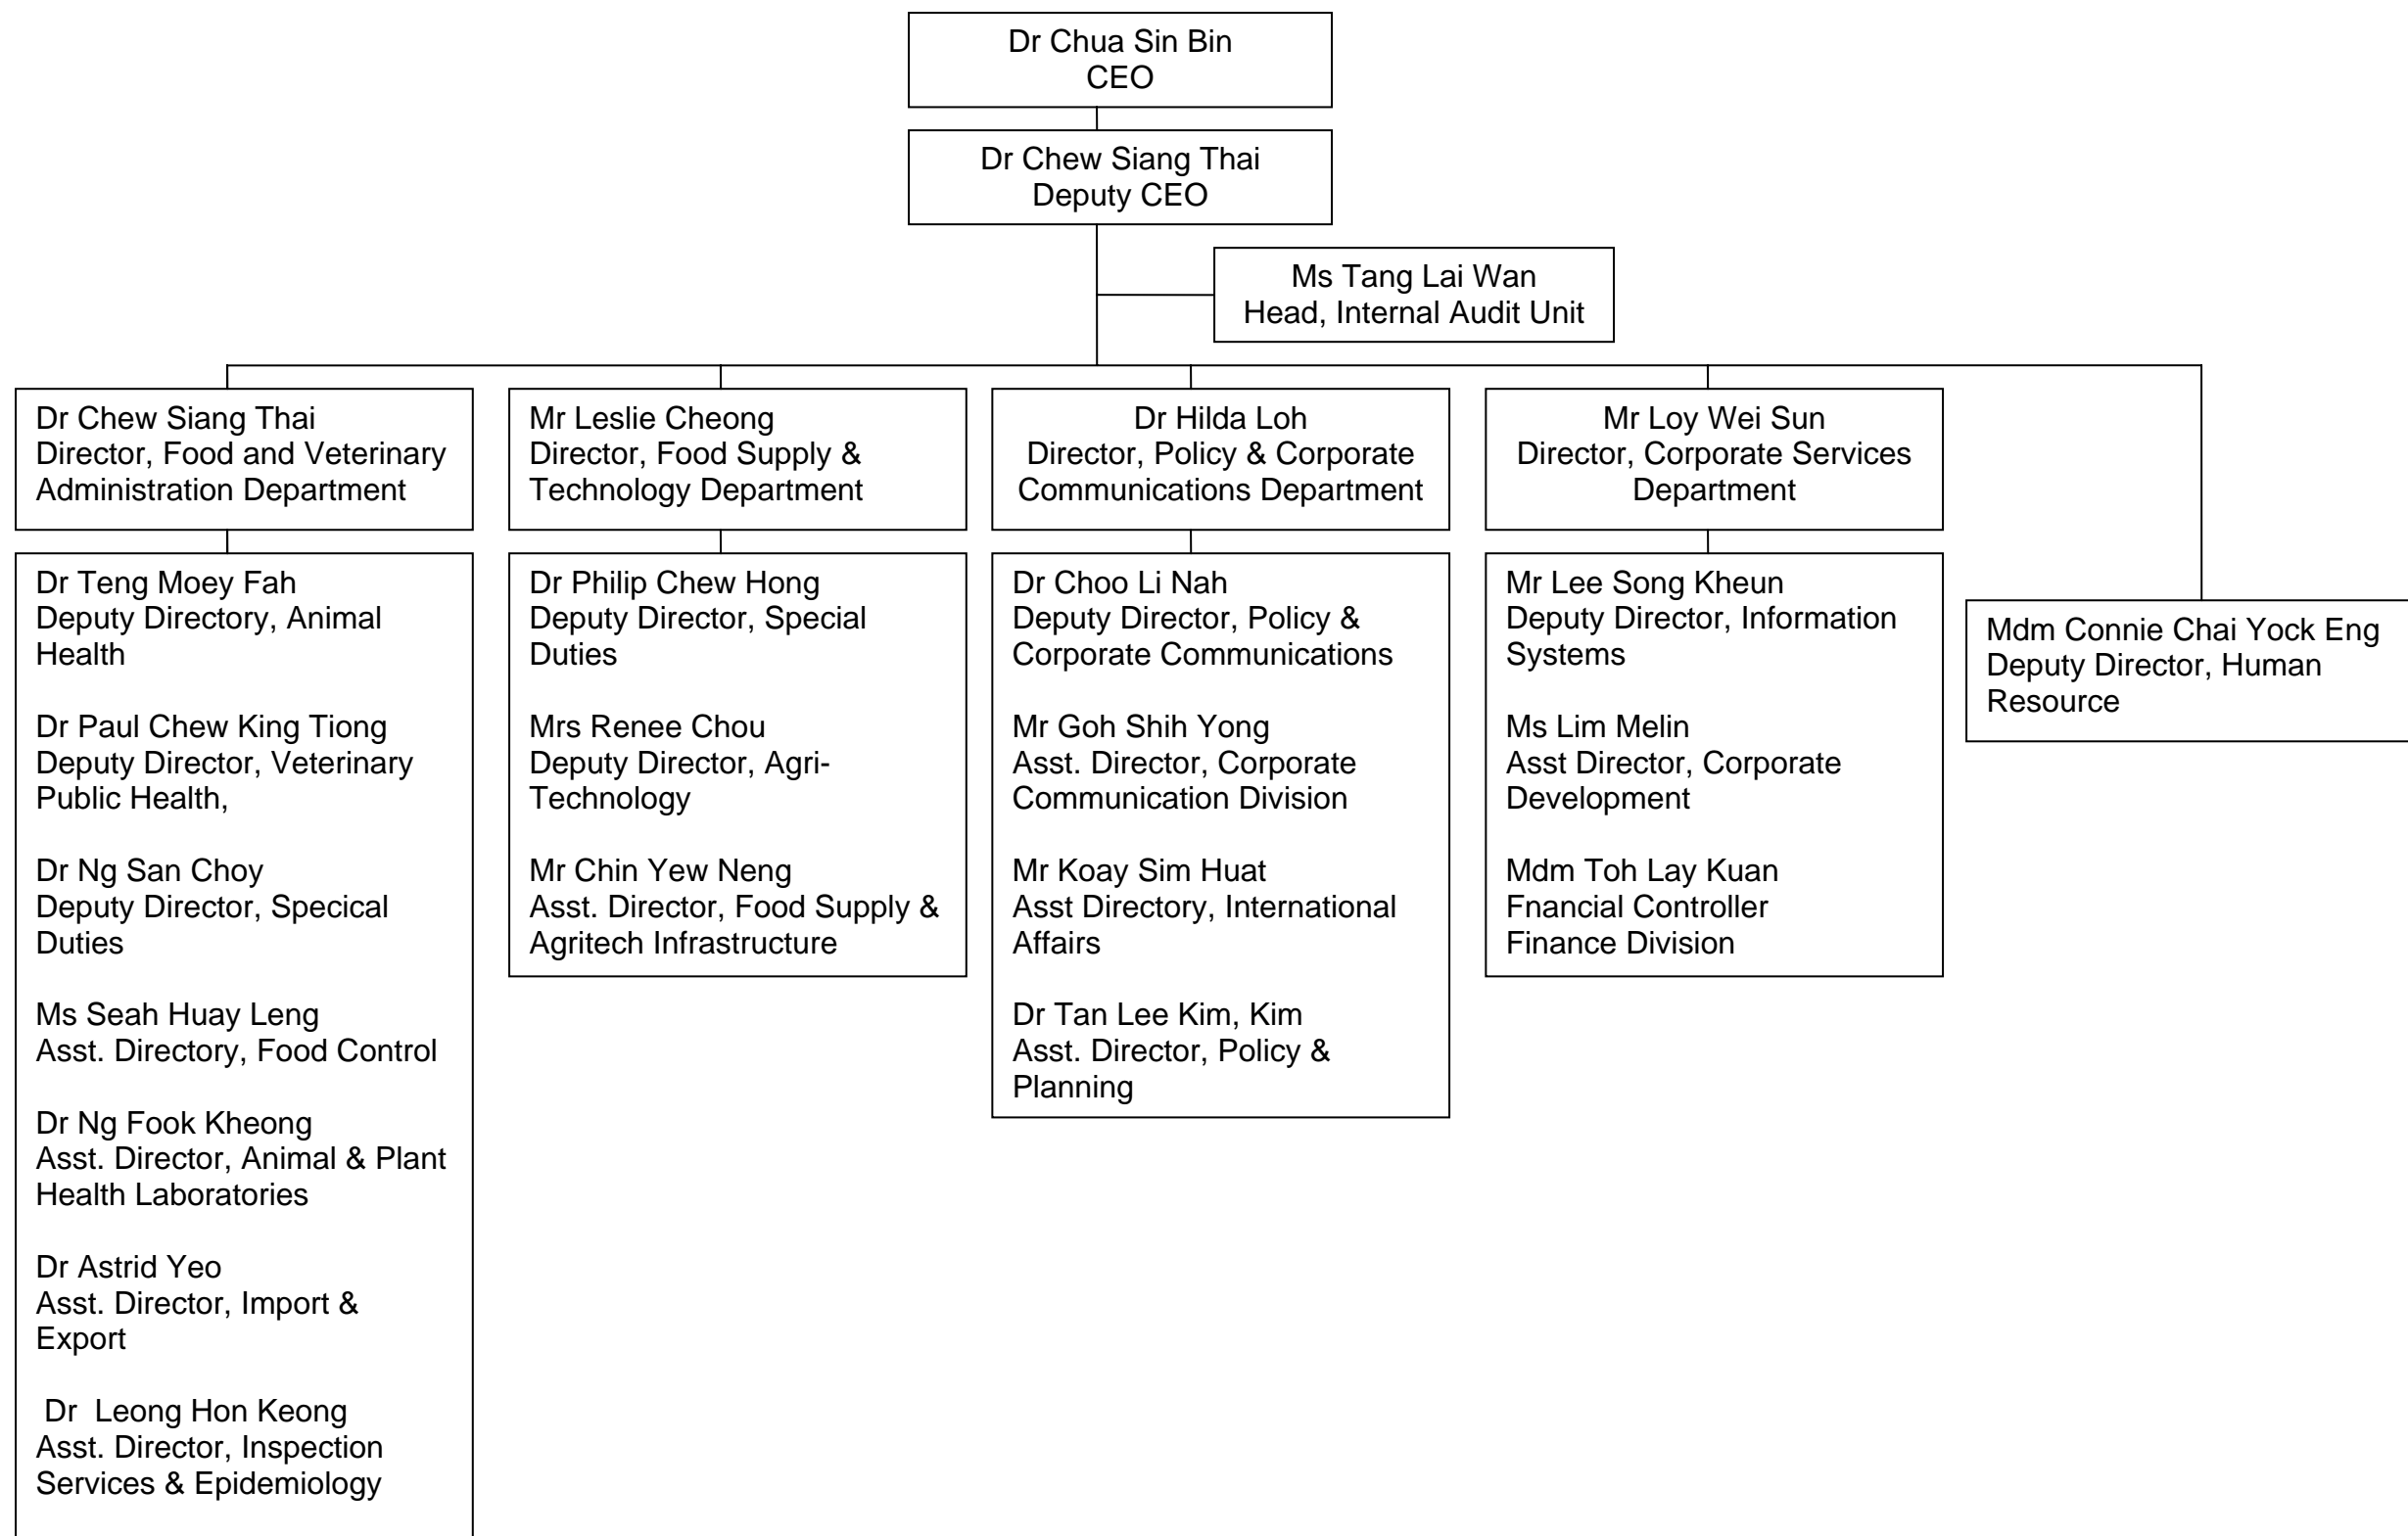 Dr Chua Sin Bin
CEO
Dr Chew Siang Thai
Deputy CEO
Ms Tang Lai Wan
Head, Internal Audit Unit
Dr Chew Siang Thai
Director, Food and Veterinary
Administration Department
Mr Leslie Cheong
Director, Food Supply &
Technology Department
Dr Hilda Loh
Director, Policy & Corporate
Communications Department
Mr Loy Wei Sun
Director, Corporate Services
Department
Dr Teng Moey Fah
Deputy Directory, Animal
Health
Dr Paul Chew King Tiong
Deputy Director, Veterinary
Public Health,
Dr Ng San Choy
Deputy Director, Specical
Duties
Ms Seah Huay Leng
Asst. Directory, Food Control
Dr Ng Fook Kheong
Asst. Director, Animal & Plant
Health Laboratories
Dr Astrid Yeo
Asst. Director, Import &
Export
Dr  Leong Hon Keong
Asst. Director, Inspection
Services & Epidemiology
Dr Philip Chew Hong
Deputy Director, Special
Duties
Mrs Renee Chou
Deputy Director, Agri-
Technology
Mr Chin Yew Neng
Asst. Director, Food Supply &
Agritech Infrastructure
Dr Choo Li Nah
Deputy Director, Policy &
Corporate Communications
Mr Goh Shih Yong
Asst. Director, Corporate
Communication Division
Mr Koay Sim Huat
Asst Directory, International
Affairs
Dr Tan Lee Kim, Kim
Asst. Director, Policy &
Planning
Mr Lee Song Kheun
Deputy Director, Information
Systems
Ms Lim Melin
Asst Director, Corporate
Development
Mdm Toh Lay Kuan
Fnancial Controller
Finance Division
Mdm Connie Chai Yock Eng
Deputy Director, Human
Resource